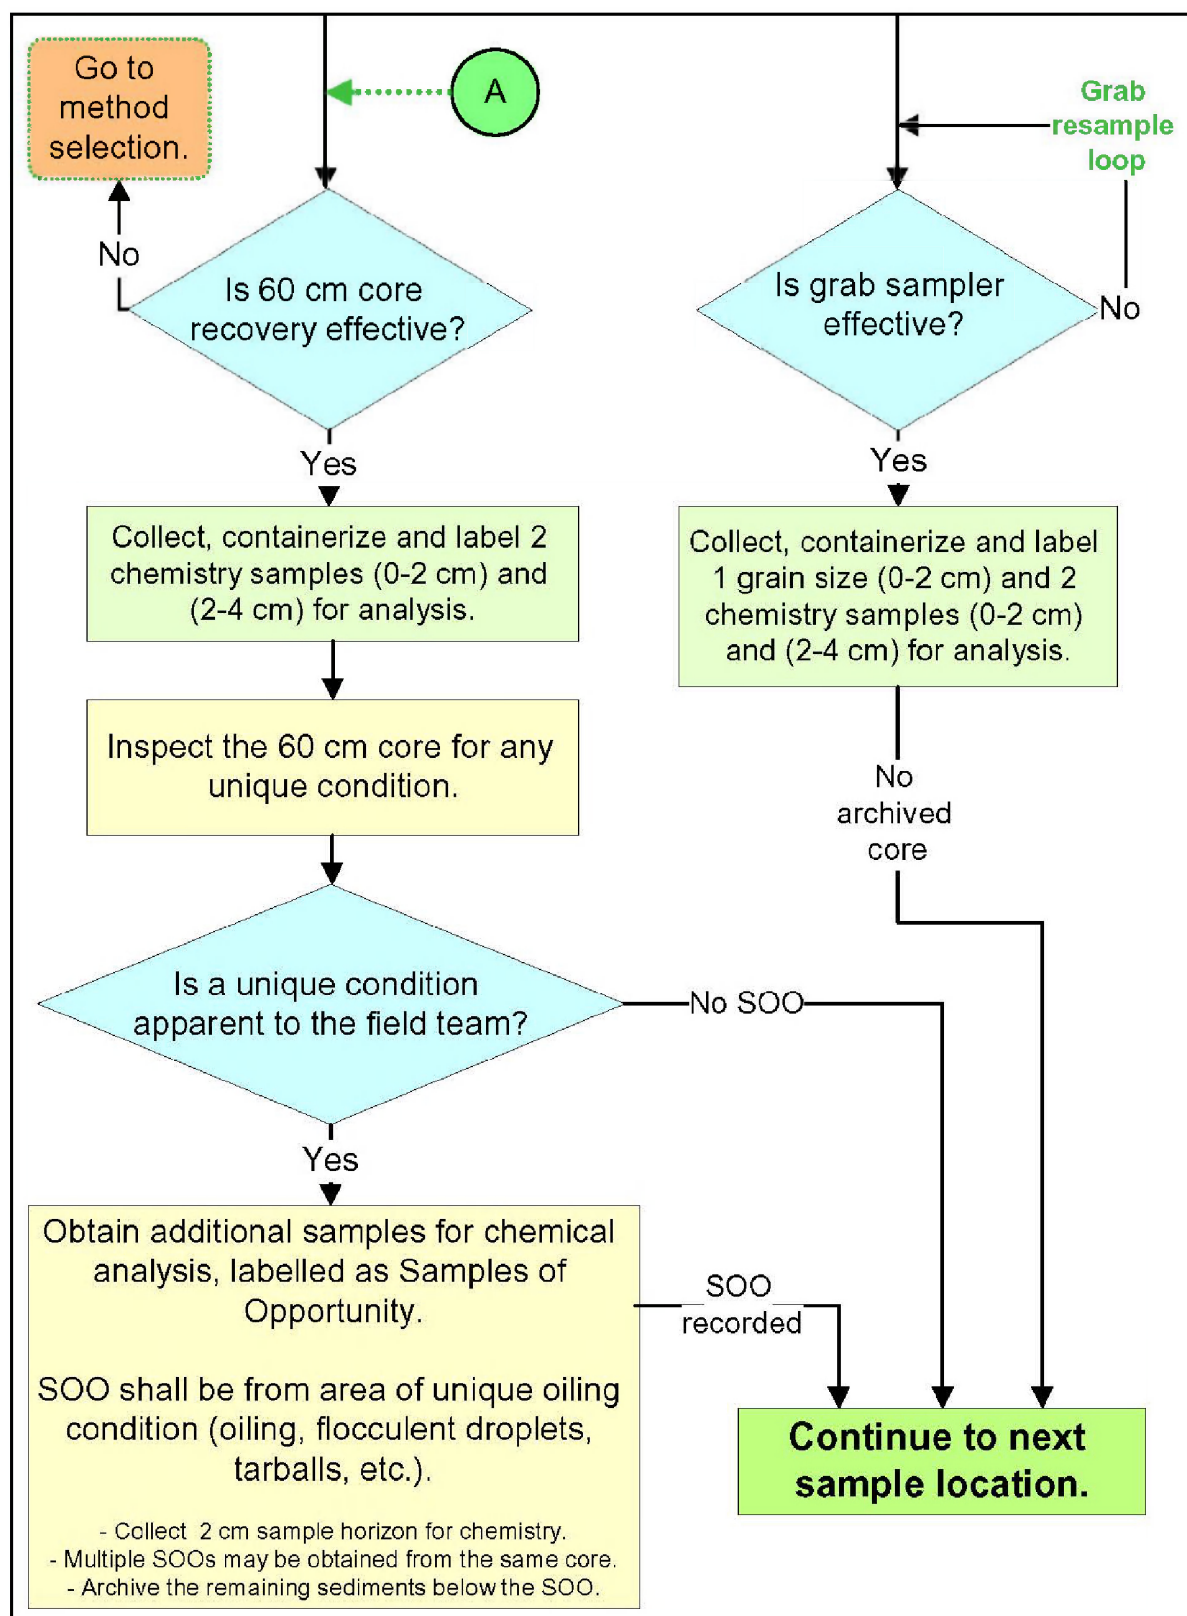 Go to
method
selection.
A
Grab
resample
loop
No
Is 60 cm core
recovery effective?
Is grab sampler
effective?
No
Yes
Yes
Collect, containerize and label 2
chemistry samples (0-2 cm) and
(2-4 cm) for analysis.
Collect, containerize and label
1 grain size (0-2 cm) and 2
chemistry samples (0-2 cm)
and (2-4 cm) for analysis.
Inspect the 60 cm core for any
unique condition.
No
archived
core
Is a unique condition
apparent to the field team?
No SOO
Yes
Obtain additional samples for chemical
analysis, labelled as Samples of
Opportunity.
SOO shall be from area of unique oiling
condition (oiling, flocculent droplets,
tarballs, etc.).
- Collect 2 cm sample horizon for chemistry.
- Multiple SOOs may be obtained from the same core.
- Archive the remaining sediments below the SOO.
SOO
recorded
Continue to next
sample location.